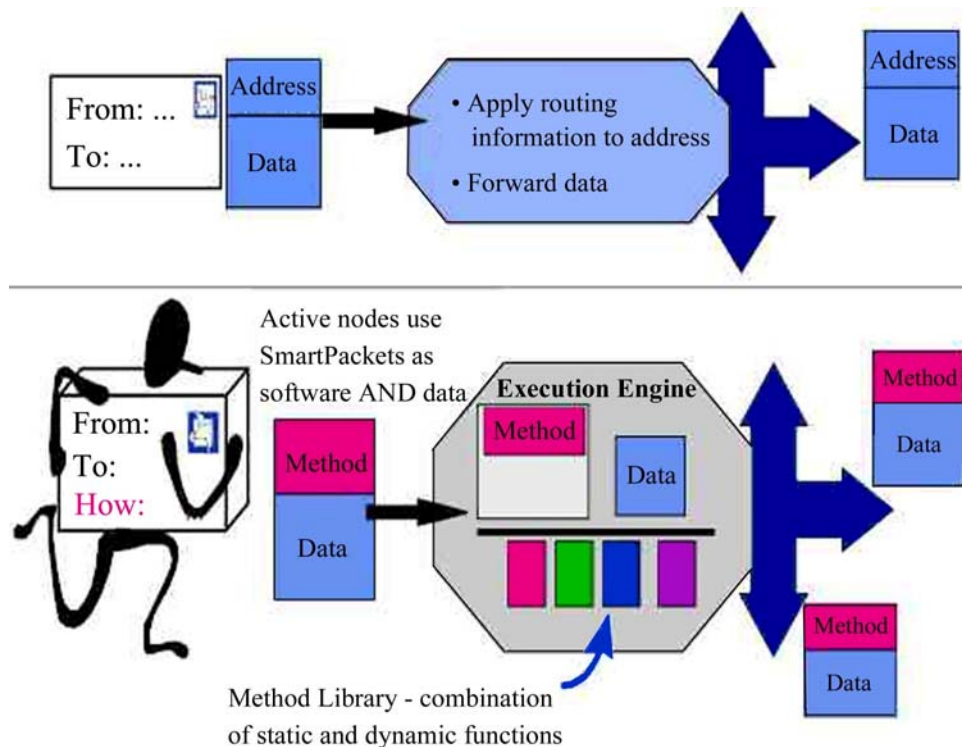 From: ...
To: ...
Address
Data
• Apply routing
information to address
• Forward data
Address
Data
Active nodes use
SmartPackets as
software AND data
From:
To:
How:
Method
Data
Execution Engine
Method
Data
Method
Data
Method
Data
Method Library - combination
of static and dynamic functions